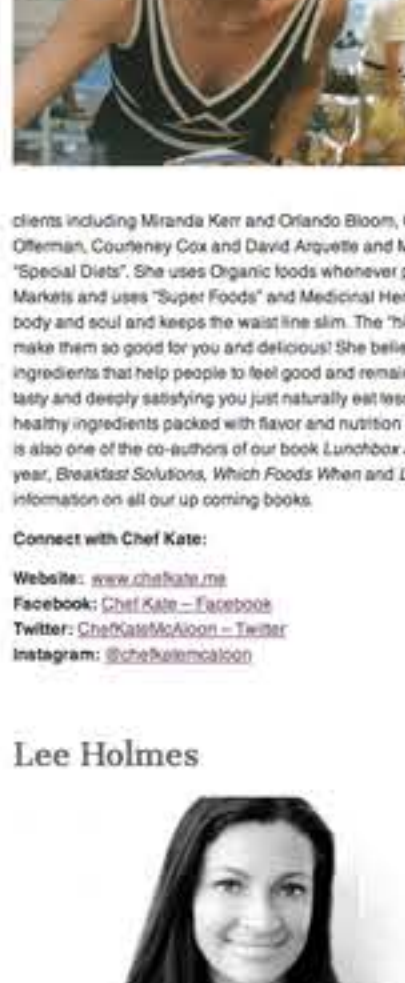 clients including Miranda Kerr and Orlando Bloom,
Offerman, Courteney Cox and David Arquette and M
"Special Diets". She uses Organic foods whenever p
Markets and uses "Super Foods" and Medicinal Her
body and soul and keeps the waist line slim. The "h
make them so good for you and delicious! She belie
ingredients that help people to feel good and remai
tasty and deeply satisfying you just naturally eat less
healthy ingredients packed with flavor and nutrition
is also one of the co-authors of our book Lunchbox
year, Breakfast Solutions, Which Foods When and L
information on all our up coming books.
Connect with Chef Kate:
Website: www.chefkate.me
Facebook: Chef Kate – Facebook
Twitter: ChefKateMcAloon – Twitter
Instagram: @chefkatemcaloon
Lee Holmes